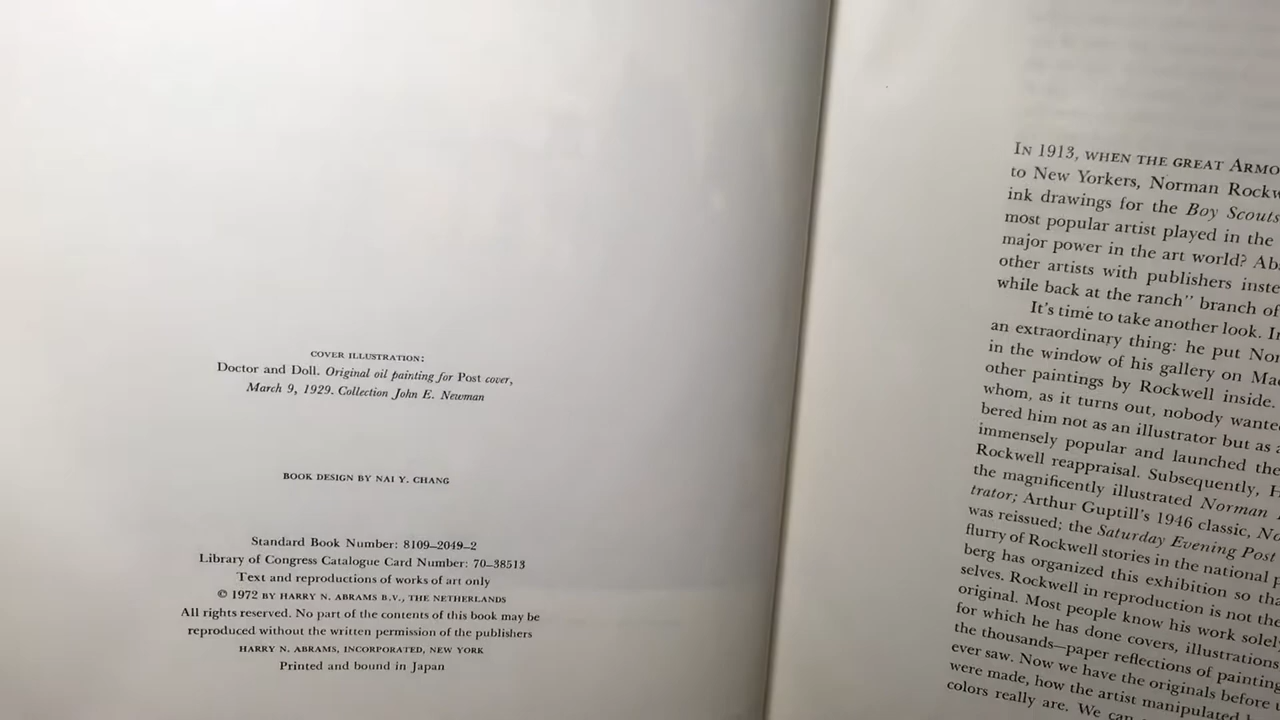 COVER ILLUSTRATION:
Doctor and Doll. Original oil painting for Post cover,
March 9, 1929. Collection John E. Newman
BOOK DESIGN BY NAI Y. CHANG
Standard Book Number: 8109–2049–2
Library of Congress Catalogue Card Number: 70–38513
Text and reproductions of works of art only
© 1972 BY HARRY N. ABRAMS B.V., THE NETHERLANDS
All rights reserved. No part of the contents of this book may be
reproduced without the written permission of the publishers
HARRY N. ABRAMS, INCORPORATED, NEW YORK
Printed and bound in Japan
IN 1913, WHEN THE GREAT ARMO
to New Yorkers, Norman Rockw
ink drawings for the Boy Scouts
most popular artist played in the
major power in the art world? Ab
other artists with publishers inste
while back at the ranch” branch of
It’s time to take another look. In
an extraordinary thing: he put Nor
in the window of his gallery on Mad
other paintings by Rockwell inside.
whom, as it turns out, nobody wante
bered him not as an illustrator but as a
immensely popular and launched the
Rockwell reappraisal. Subsequently, H
the magnificently illustrated Norman
trator; Arthur Guptill’s 1946 classic, No
was reissued; the Saturday Evening Post
flurry of Rockwell stories in the national p
berg has organized this exhibition so tha
selves. Rockwell in reproduction is not the
original. Most people know his work solel
for which he has done covers, illustrations
the thousands—paper reflections of painting
ever saw. Now we have the originals before
were made, how the artist manipulated
colors really are. We can